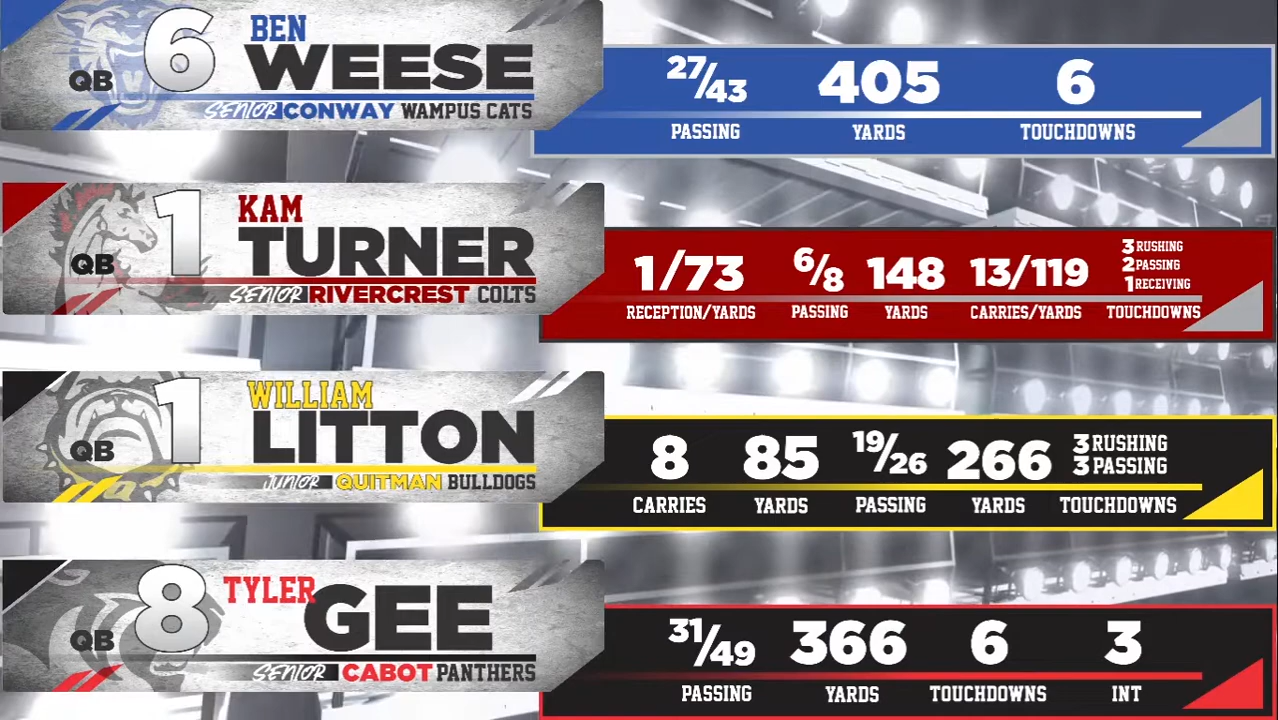 BEN
QB 6 WEESE
SENIOR CONWAY WAMPUS CATS
27/43 405 6
PASSING YARDS TOUCHDOWNS
KAM
QB 1 TURNER
SENIOR RIVERCREST COLTS
1/73 6/8 148 13/119 3 RUSHING
2 PASSING
1 RECEIVING
RECEPTION/YARDS PASSING YARDS CARRIES/YARDS TOUCHDOWNS
WILLIAM
QB 1 LITTON
JUNIOR QUITMAN BULLDOGS
8 85 19/26 266 3 RUSHING
3 PASSING
CARRIES YARDS PASSING YARDS TOUCHDOWNS
TYLER
QB 8 GEE
SENIOR CABOT PANTHERS
31/49 366 6 3
PASSING YARDS TOUCHDOWNS INT